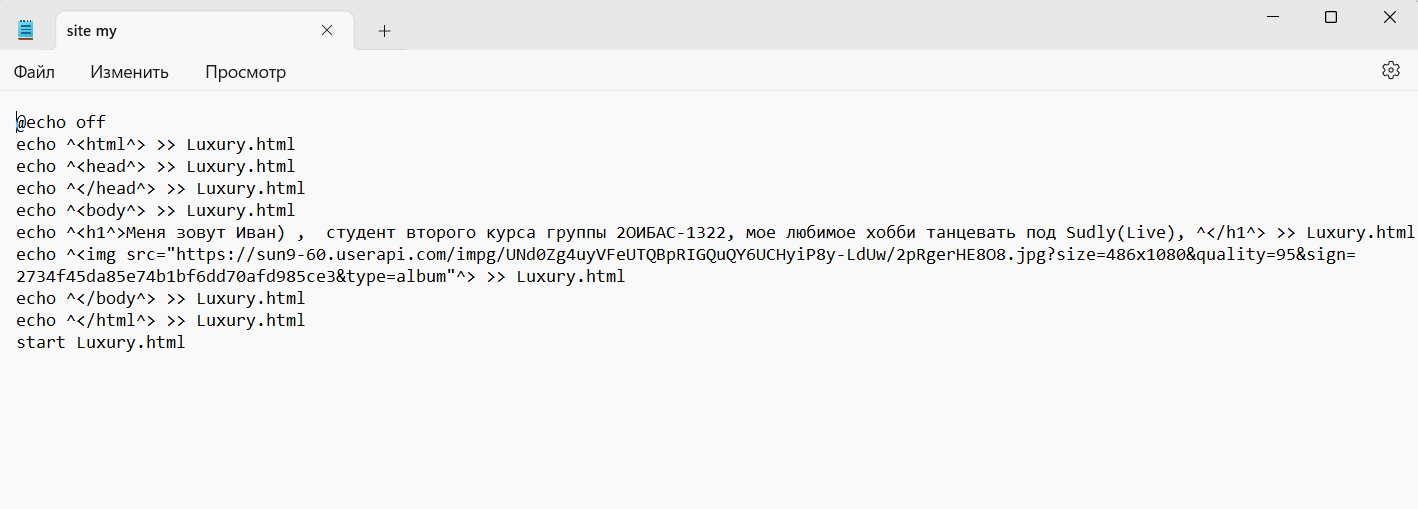 site my
Файл Изменить Просмотр
@echo off
echo ^<html^> >> Luxury.html
echo ^<head^> >> Luxury.html
echo ^</head^> >> Luxury.html
echo ^<body^> >> Luxury.html
echo ^<h1^>Меня зовут Иван) ,  студент второго курса группы 2ОИБАС-1322, мое любимое хобби танцевать под Sudly(Live), ^</h1^> >> Luxury.html
echo ^<img src="https://sun9-60.userapi.com/impg/UNd0Zg4uyVFeUTQBpRIGQuQY6UCHyiP8y-LdUw/2pRgerHE8O8.jpg?size=486x1080&quality=95&sign=
2734f45da85e74b1bf6dd70afd985ce3&type=album"^> >> Luxury.html
echo ^</body^> >> Luxury.html
echo ^</html^> >> Luxury.html
start Luxury.html